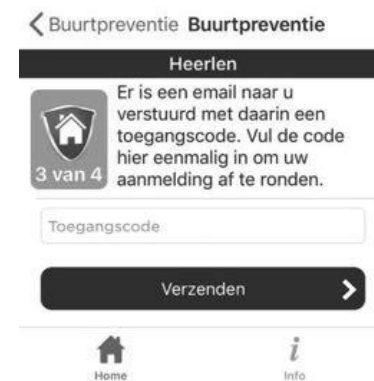 Buurtpreventie Buurtpreventie
Heerlen
Er is een email naar u
verstuurd met daarin een
toegangscode. Vul de code
hier eenmalig in om uw
aanmelding af te ronden.
3 van 4
Toegangscode
Verzenden
Home
i
Info